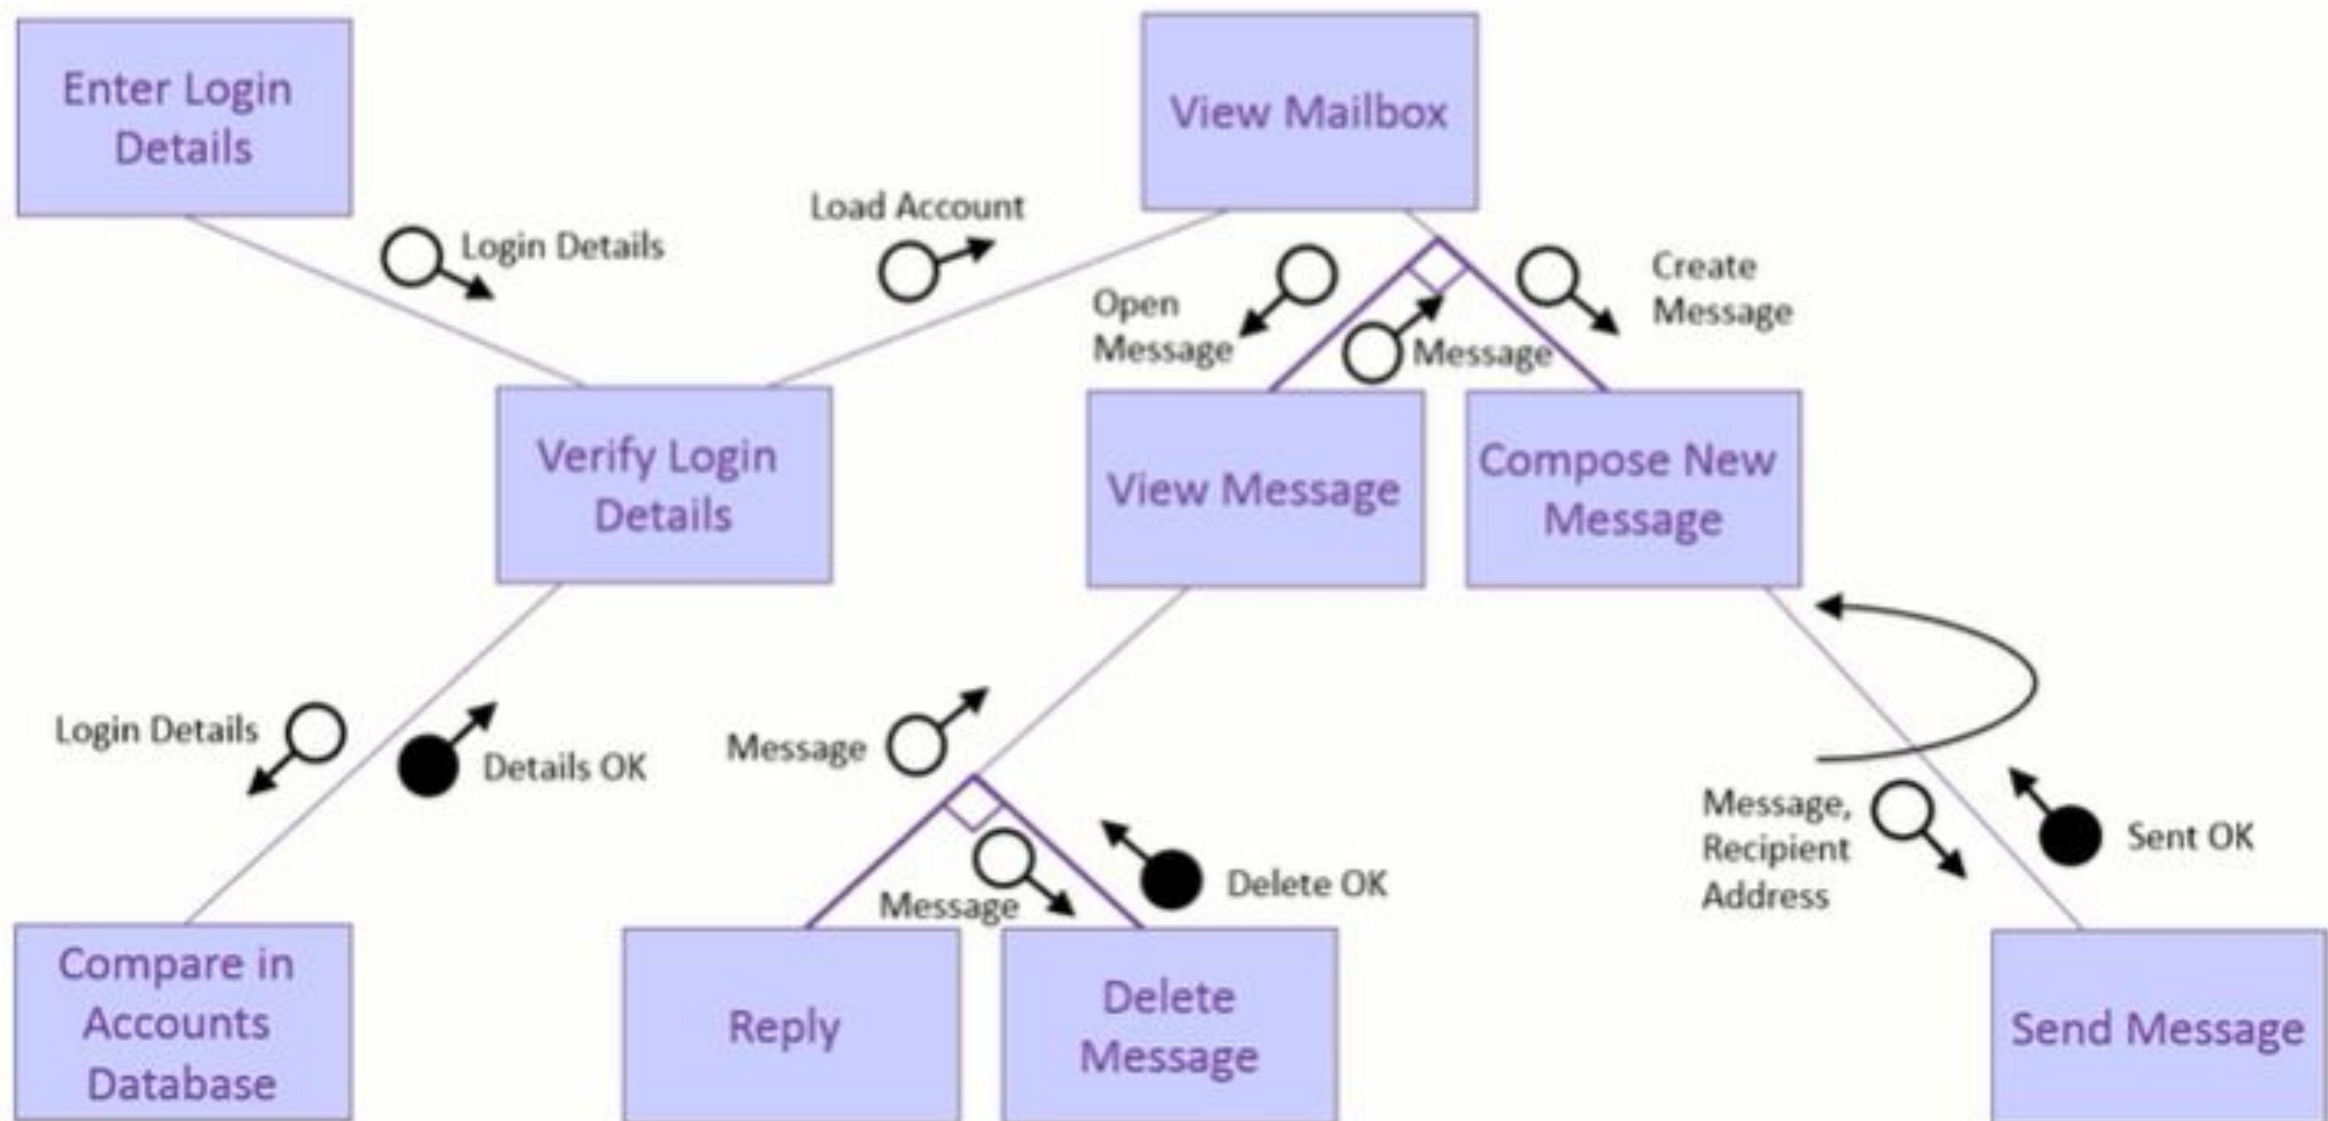 Enter Login
Details
View Mailbox
Load Account
Login Details
Open
Message
Message
Create
Message
Verify Login
Details
View Message
Compose New
Message
Login Details
Details OK
Message
Message
Delete OK
Message,
Recipient
Address
Sent OK
Compare in
Accounts
Database
Reply
Delete
Message
Send Message